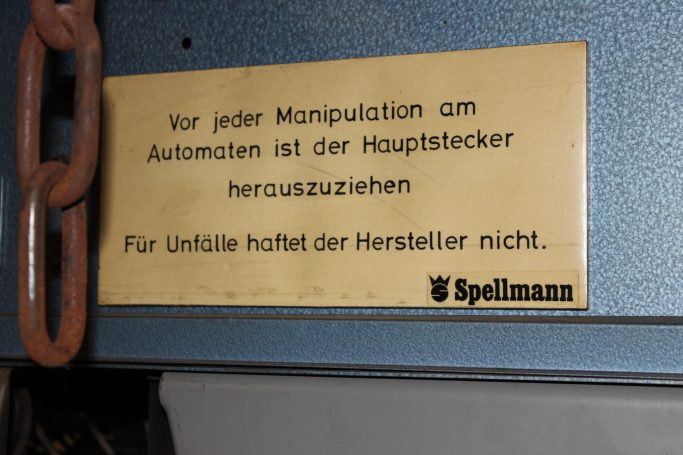 Vor jeder Manipulation am
Automaten ist der Hauptstecker
herauszuziehen
Für Unfälle haftet der Hersteller nicht.
Spellmann